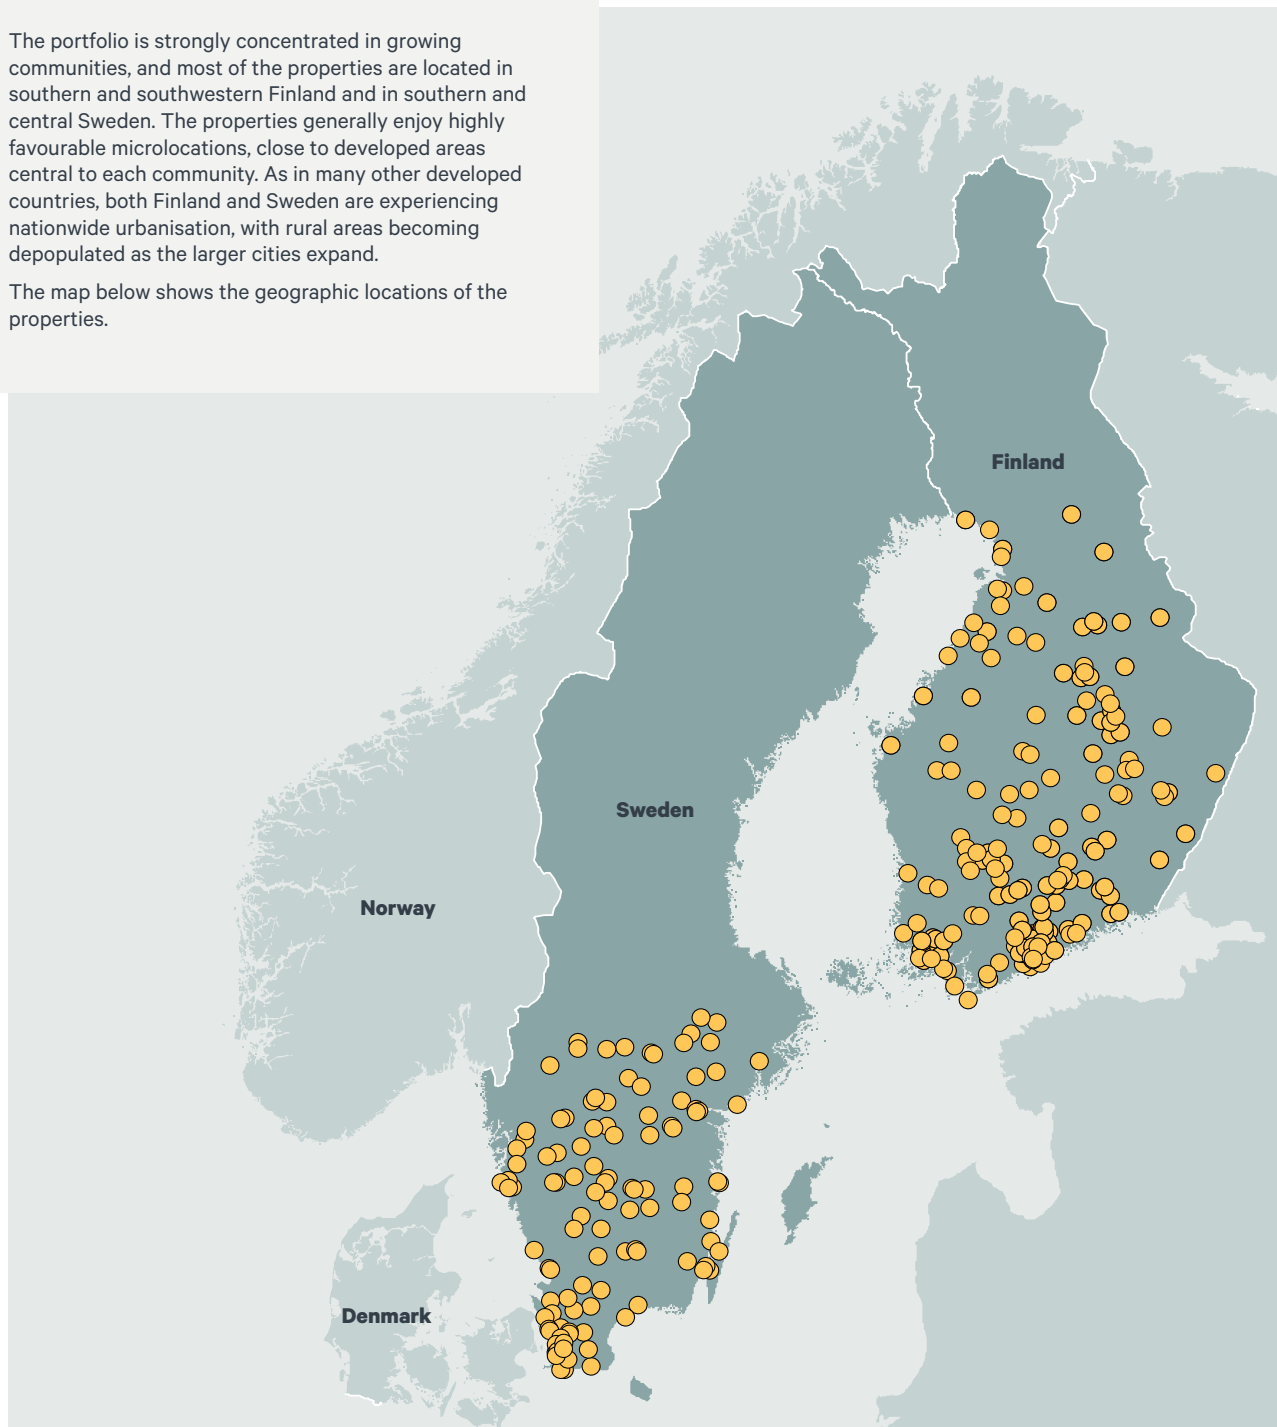 The portfolio is strongly concentrated in growing
communities, and most of the properties are located in
southern and southwestern Finland and in southern and
central Sweden. The properties generally enjoy highly
favourable microlocations, close to developed areas
central to each community. As in many other developed
countries, both Finland and Sweden are experiencing
nationwide urbanisation, with rural areas becoming
depopulated as the larger cities expand.
The map below shows the geographic locations of the
properties.
Finland
Sweden
Norway
Denmark